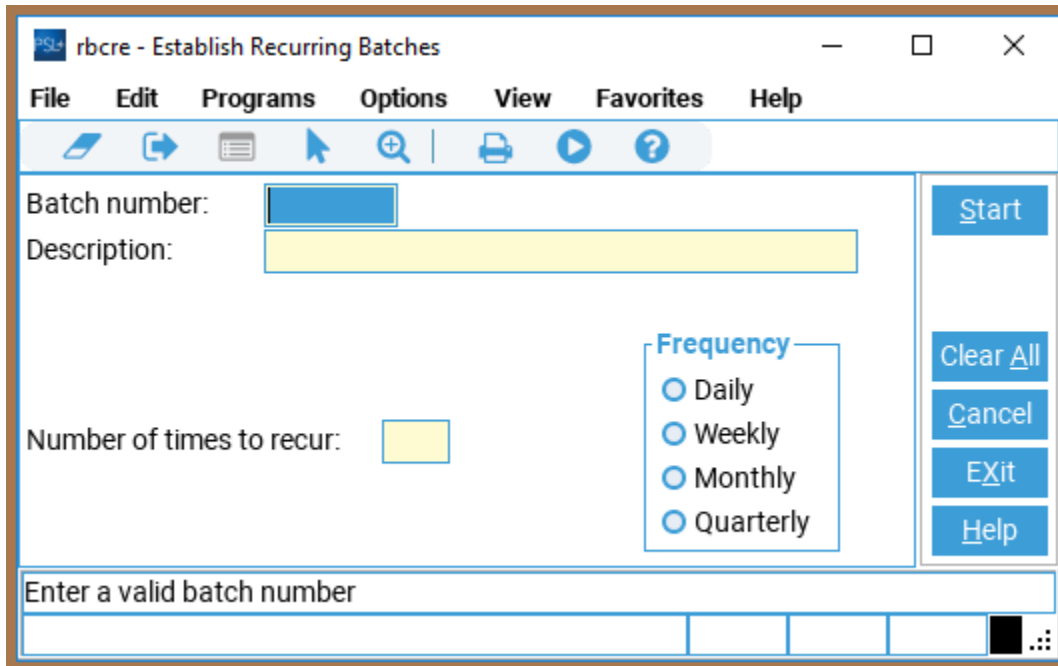 PSL+ rbcre - Establish Recurring Batches
File Edit Programs Options View Favorites Help
Batch number:
Start
Description:
Frequency
Clear All
Daily
Cancel
Number of times to recur:
Weekly
EXit
Monthly
Quarterly
Help
Enter a valid batch number